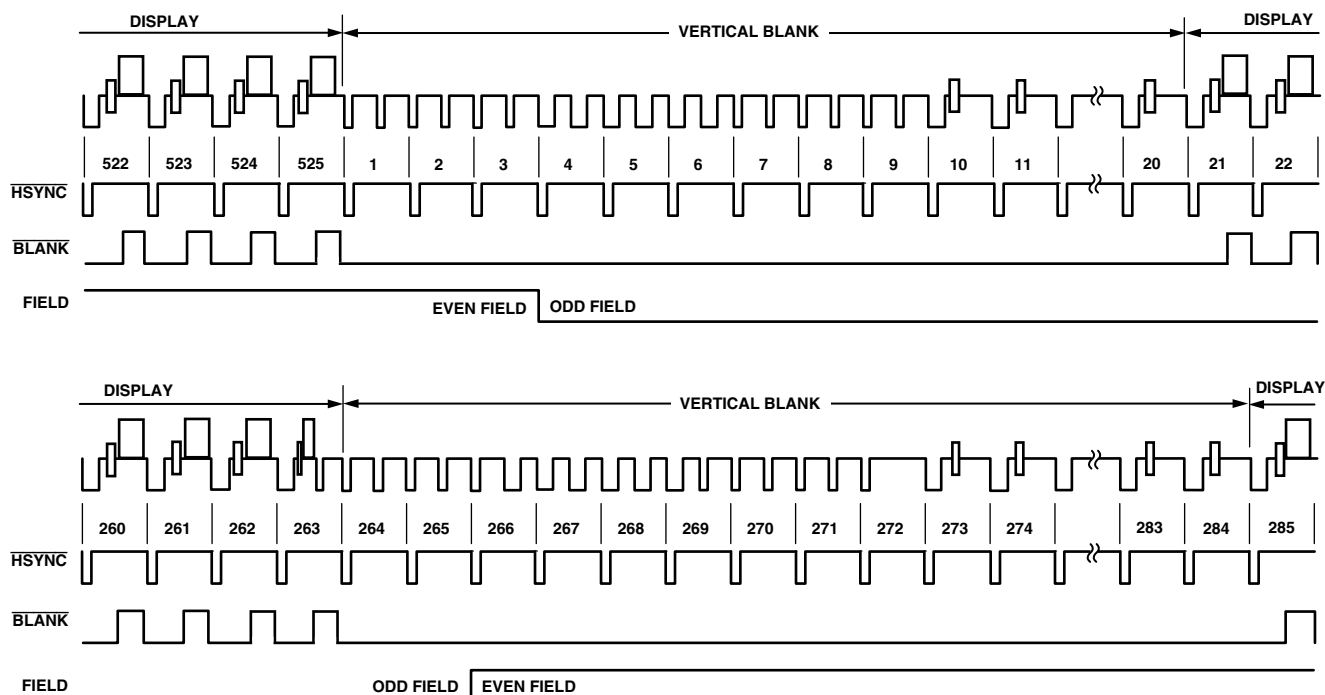 DISPLAY VERTICAL BLANK DISPLAY
522 523 524 525 1 2 3 4 5 6 7 8 9 10 11 20 21 22
HSYNC
BLANK
FIELD EVEN FIELD ODD FIELD
DISPLAY VERTICAL BLANK DISPLAY
260 261 262 263 264 265 266 267 268 269 270 271 272 273 274 283 284 285
HSYNC
BLANK
FIELD ODD FIELD EVEN FIELD